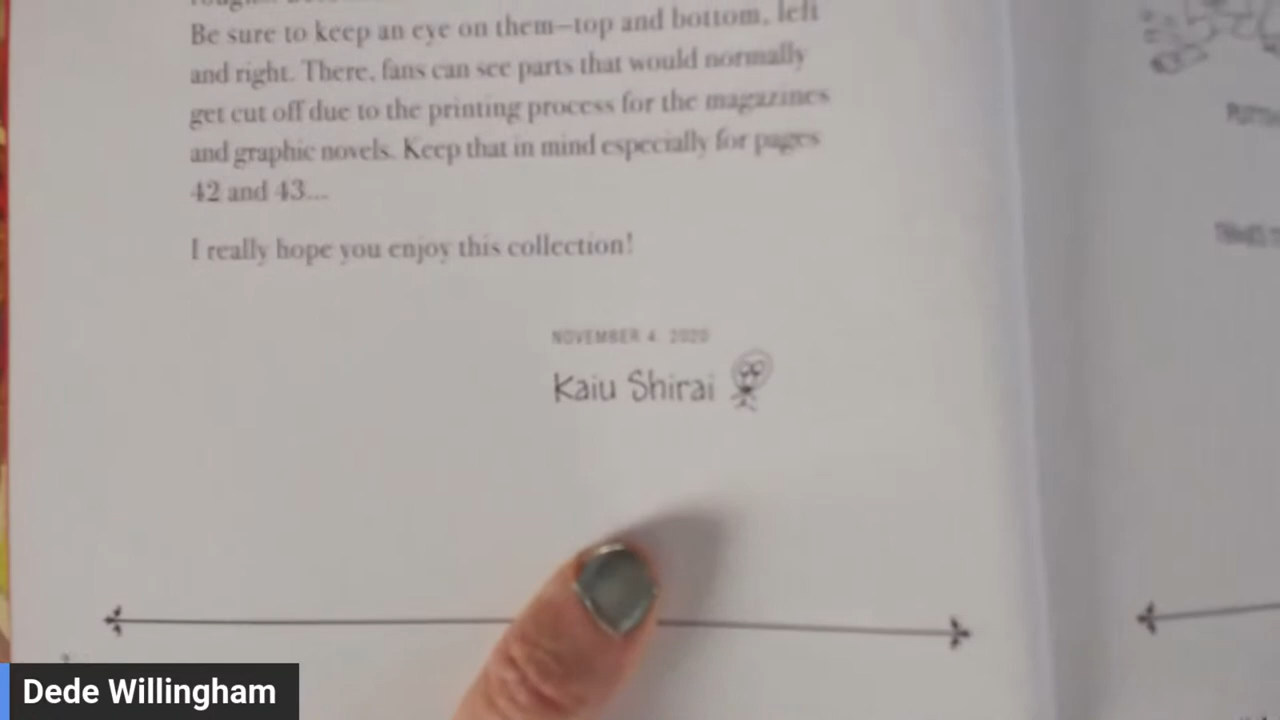 Be sure to keep an eye on them—top and bottom, left
and right. There, fans can see parts that would normally
get cut off due to the printing process for the magazines
and graphic novels. Keep that in mind especially for pages
42 and 43...
I really hope you enjoy this collection!
NOVEMBER 4, 2020
Kaiu Shirai
Dede Willingham